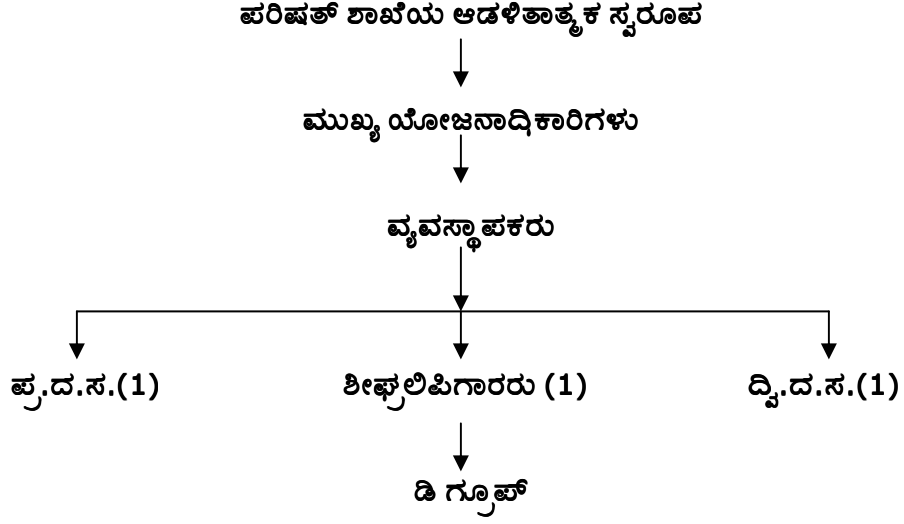 ಪರಿಷತ್ ಶಾಖೆಯ ಆಡಳಿತಾತ್ಮಕ ಸ್ವರೂಪ
ಮುಖ್ಯ ಯೋಜನಾಧಿಕಾರಿಗಳು
ವ್ಯವಸ್ಥಾಪಕರು
ಪ್ರ.ದ.ಸ.(1) ಶೀಘ್ರಲಿಪಿಗಾರರು (1) ದ್ವಿ.ದ.ಸ.(1)
ಡಿ ಗ್ರೂಪ್